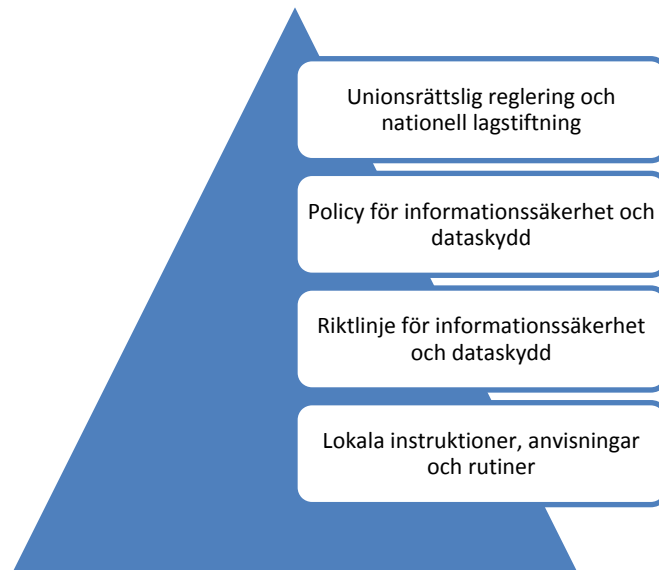 Unionsrättslig reglering och
nationell lagstiftning
Policy för informationssäkerhet och
dataskydd
Riktlinje för informationssäkerhet
och dataskydd
Lokala instruktioner, anvisningar
och rutiner